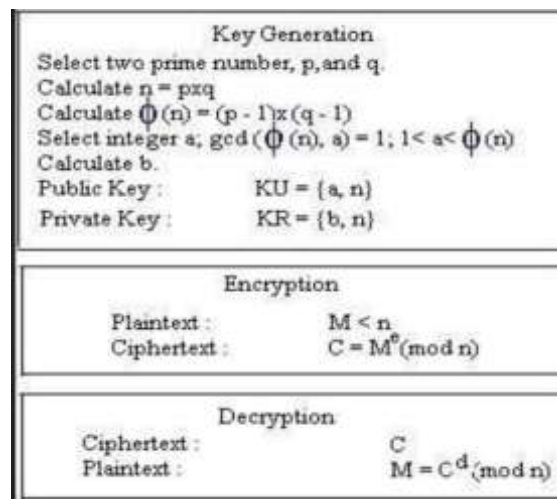 Key Generation
Select two prime number, p, and q.
Calculate n = pxq
Calculate ϕ(n) = (p - 1)x(q - 1)
Select integer a; gcd (ϕ (n), a) = 1; 1< a< ϕ (n)
Calculate b.
Public Key : KU = {a, n}
Private Key : KR = {b, n}
Encryption
Plaintext : M < n
Ciphertext : C = M^e (mod n)
Decryption
Ciphertext : C
Plaintext : M = C^d (mod n)